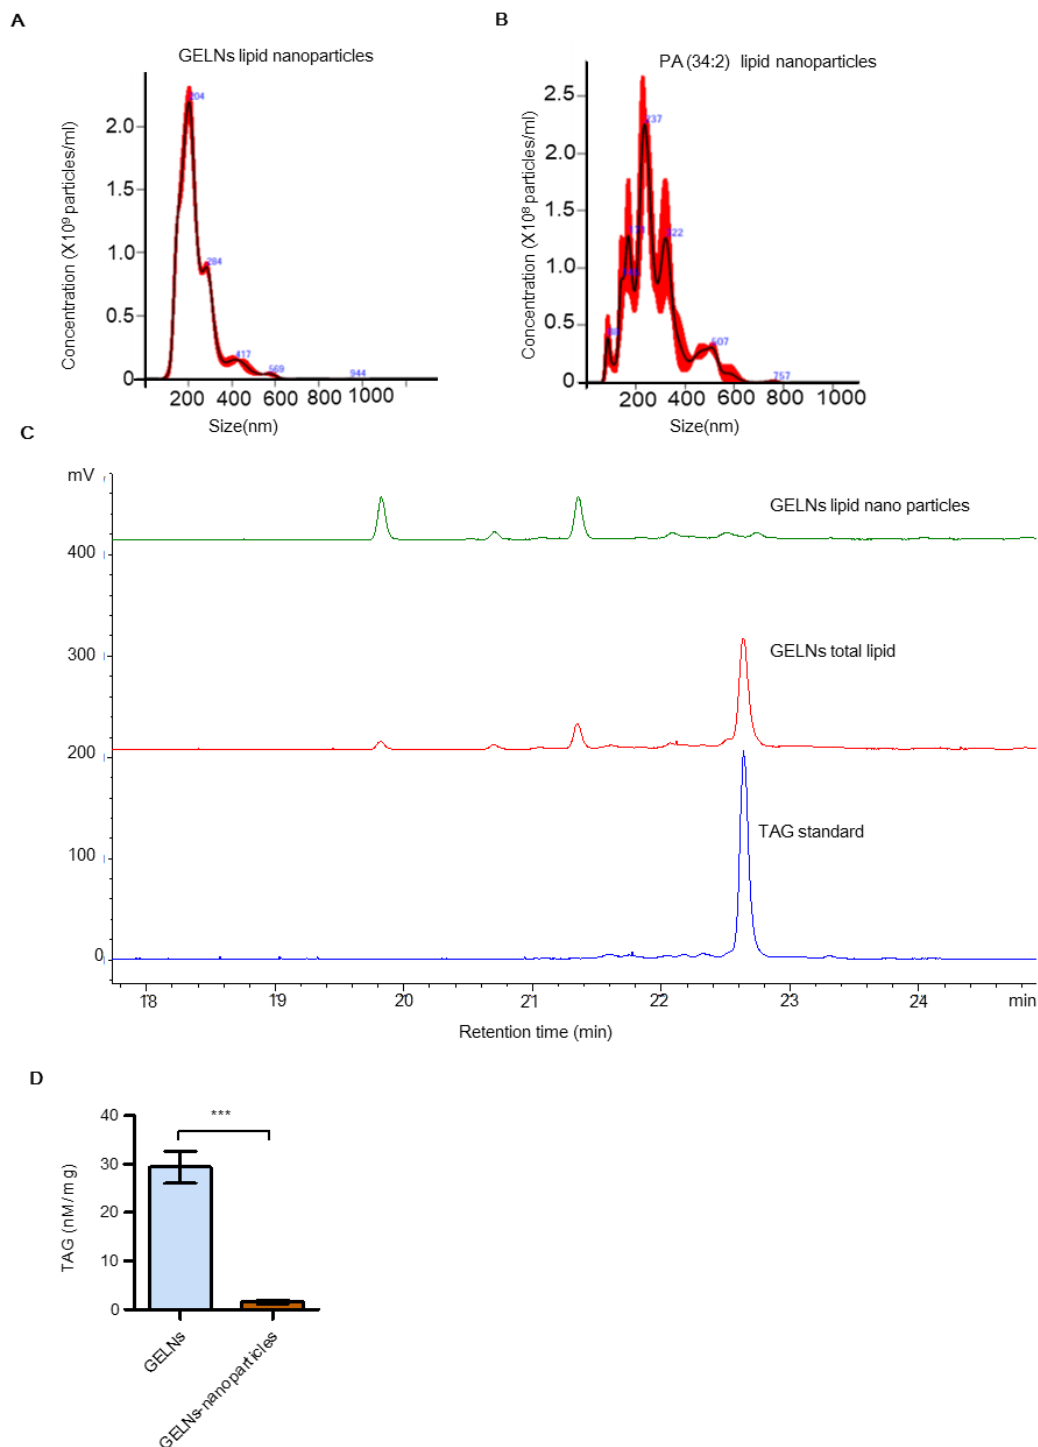 A
GELNs lipid nanoparticles
Concentration (X10⁹ particles/ml)
2.0
1.5
1.0
0.5
0
204
284
417
569
944
200 400 600 800 1000
Size(nm)
B
PA (34:2) lipid nanoparticles
Concentration (X10⁸ particles/ml)
2.5
2.0
1.5
1.0
0.5
0
237
322
507
757
200 400 600 800 1000
Size(nm)
C
mV
400
300
200
100
0
GELNs lipid nano particles
GELNs total lipid
TAG standard
18 19 20 21 22 23 24 min
Retention time (min)
D
TAG (nM/mg)
40
30
20
10
0
***
GELNs
GELNs-nanoparticles